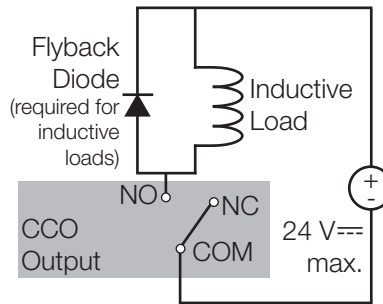 Flyback
Diode
(required for
inductive
loads)
Inductive
Load
+
-
NO
NC
CCO
Output
COM
24 V⎓
max.